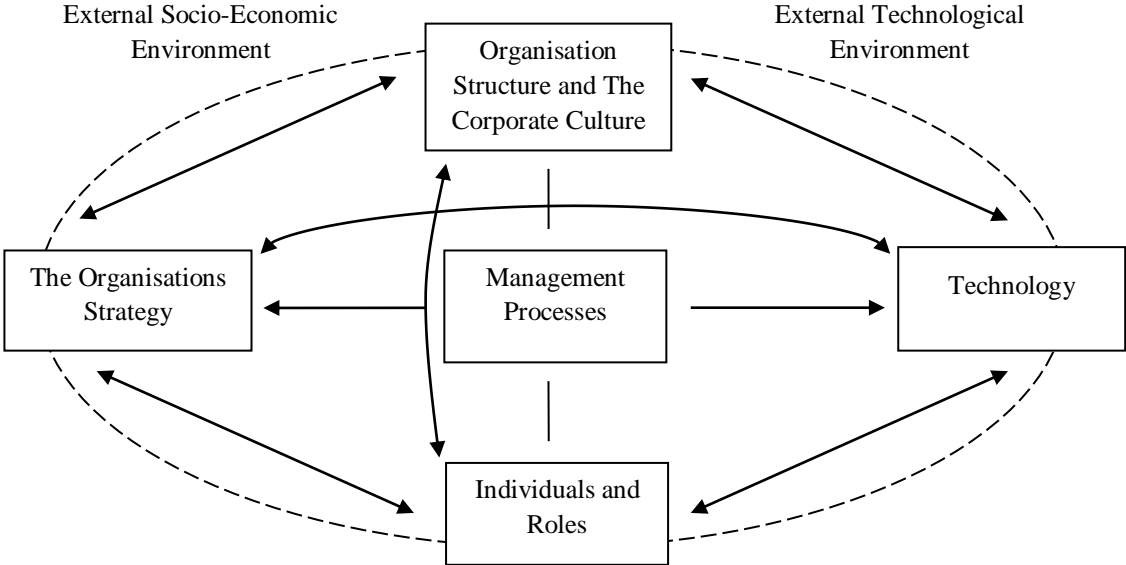 External Socio-Economic
Environment
External Technological
Environment
Organisation
Structure and The
Corporate Culture
The Organisations
Strategy
Management
Processes
Technology
Individuals and
Roles